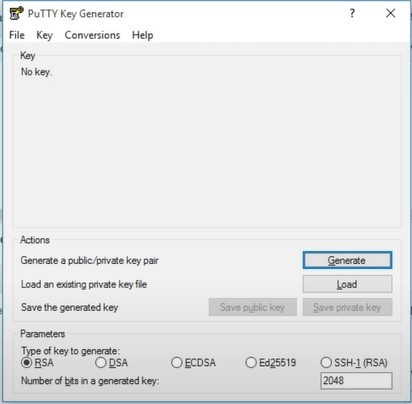 PuTTY Key Generator
? ×
File Key Conversions Help
Key
No key.
Actions
Generate a public/private key pair Generate
Load an existing private key file Load
Save the generated key Save public key Save private key
Parameters
Type of key to generate:
RSA DSA ECDSA Ed25519 SSH-1 (RSA)
Number of bits in a generated key: 2048